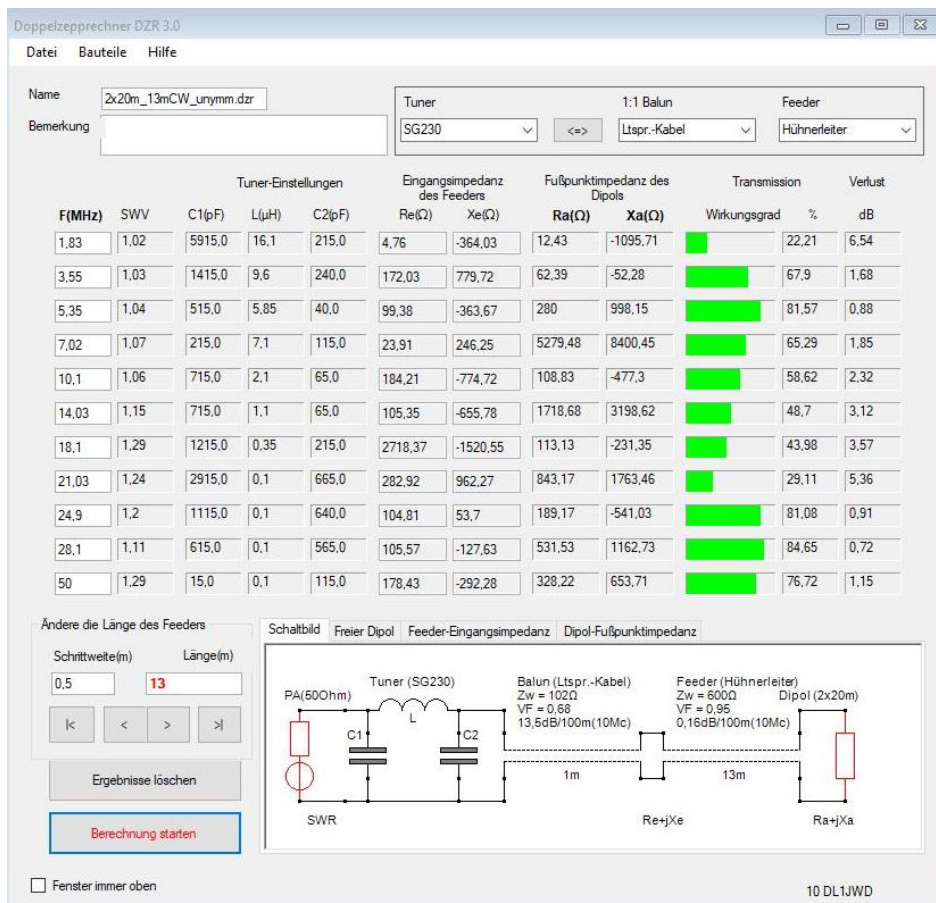 Doppelzepprechner DZR 3.0
Datei Bauteile Hilfe
Name 2x20m_13mCW_unymm.dzr
Bemerkung
Tuner 1:1 Balun Feeder
SG230 <=> Ltspr.-Kabel Hühnerleiter
Tuner-Einstellungen Eingangsimpedanz des Feeders Fußpunktimpedanz des Dipols Transmission Verlust
F(MHz) SWV C1(pF) L(µH) C2(pF) Re(Ω) Xe(Ω) Ra(Ω) Xa(Ω) Wirkungsgrad % dB
1,83 1,02 5915,0 16,1 215,0 4,76 -364,03 12,43 -1095,71 22,21 6,54
3,55 1,03 1415,0 9,6 240,0 172,03 779,72 62,39 -52,28 67,9 1,68
5,35 1,04 515,0 5,85 40,0 99,38 -363,67 280 998,15 81,57 0,88
7,02 1,07 215,0 7,1 115,0 23,91 246,25 5279,48 8400,45 65,29 1,85
10,1 1,06 715,0 2,1 65,0 184,21 -774,72 108,83 -477,3 58,62 2,32
14,03 1,15 715,0 1,1 65,0 105,35 -655,78 1718,68 3198,62 48,7 3,12
18,1 1,29 1215,0 0,35 215,0 2718,37 -1520,55 113,13 -231,35 43,98 3,57
21,03 1,24 2915,0 0,1 665,0 282,92 962,27 843,17 1763,46 29,11 5,36
24,9 1,2 1115,0 0,1 640,0 104,81 53,7 189,17 -541,03 81,08 0,91
28,1 1,11 615,0 0,1 565,0 105,57 -127,63 531,53 1162,73 84,65 0,72
50 1,29 15,0 0,1 115,0 178,43 -292,28 328,22 653,71 76,72 1,15
Ändere die Länge des Feeders
Schrittweite(m) Länge(m)
0,5 13
|< < > >|
Ergebnisse löschen
Berechnung starten
Fenster immer oben
Schaltbild Freier Dipol Feeder-Eingangsimpedanz Dipol-Fußpunktimpedanz
PA(50Ohm)
Tuner (SG230)
L
C1
C2
Balun (Ltspr.-Kabel)
Zw = 102Ω
VF = 0,68
13,5dB/100m(10Mc)
Feeder (Hühnerleiter)
Zw = 600Ω
VF = 0,95
0,16dB/100m(10Mc)
Dipol (2x20m)
1m
13m
SWR
Re+jXe
Ra+jXa
10 DL1JWD